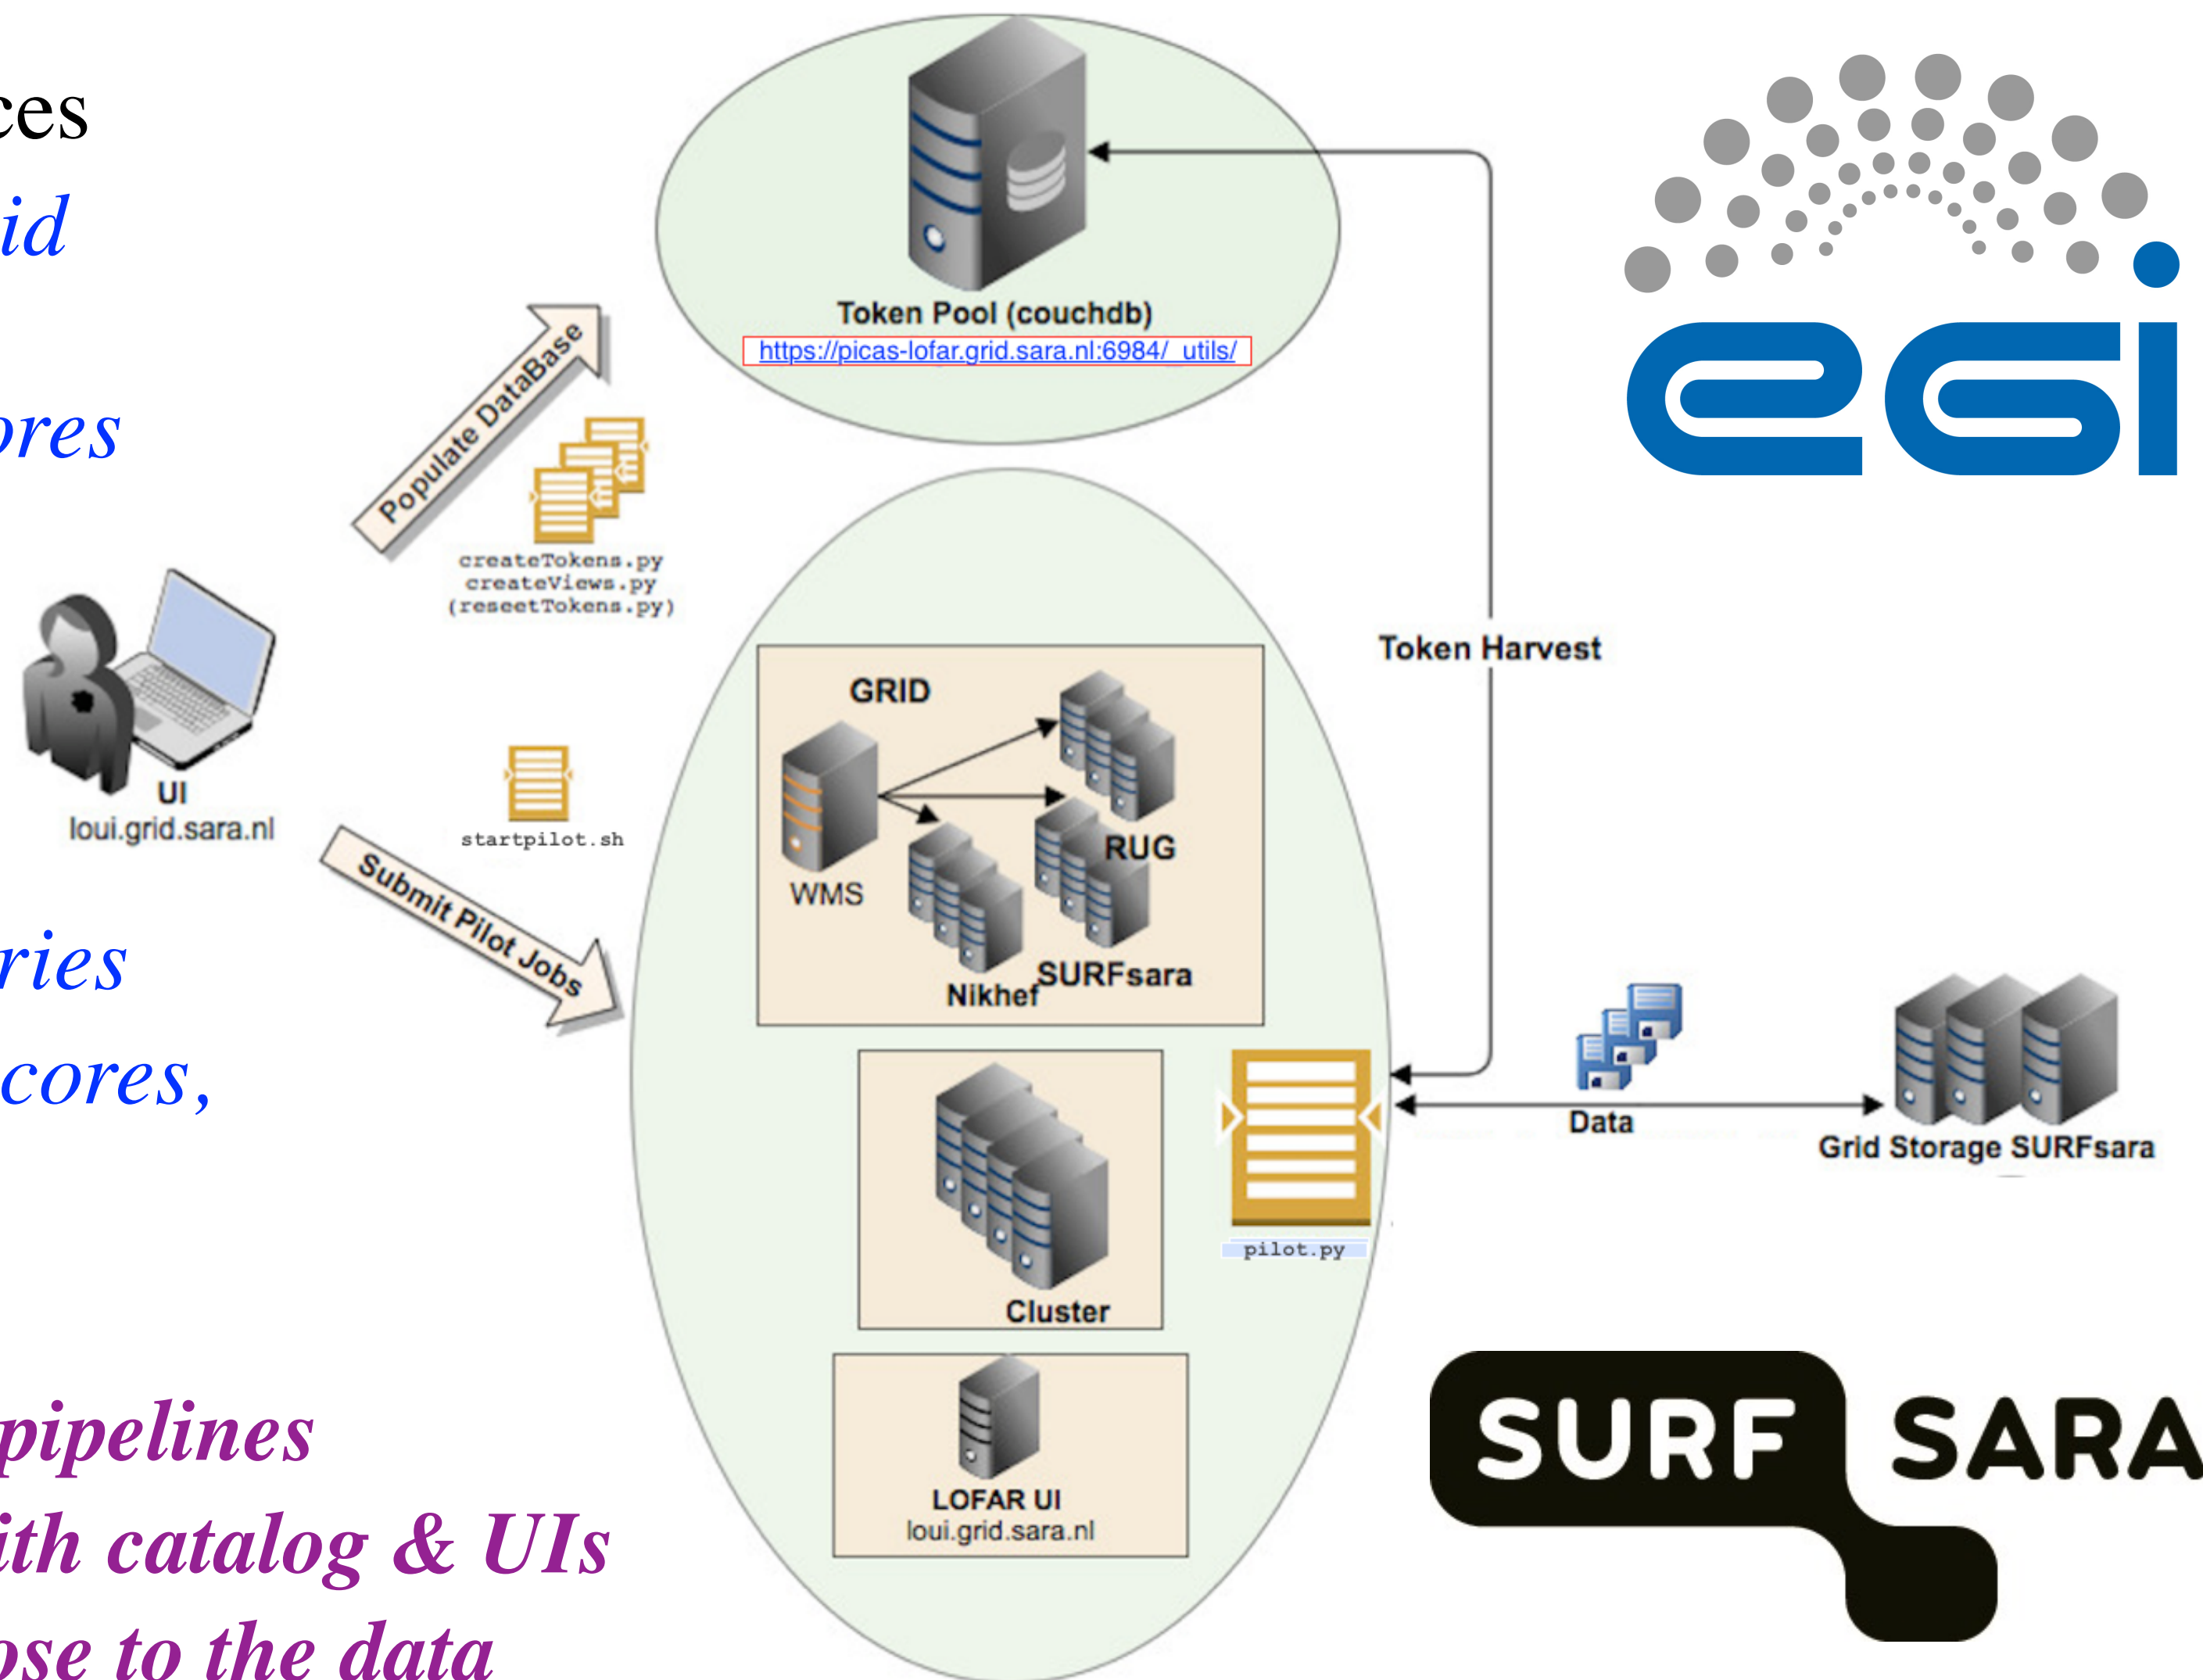 ces
id
ores
ries
cores,
pipelines
ith catalog & UIs
ose to the data
Token Pool (couchdb)
https://picas-lofar.grid.sara.nl:6984/_utils/
Populate DataBase
createTokens.py
createViews.py
(reseetTokens.py)
UI
loui.grid.sara.nl
startpilot.sh
Submit Pilot Jobs
GRID
WMS
RUG
SURFsara
Nikhef
Cluster
pilot.py
LOFAR UI
loui.grid.sara.nl
Token Harvest
Data
Grid Storage SURFsara
egi
SURF SARA